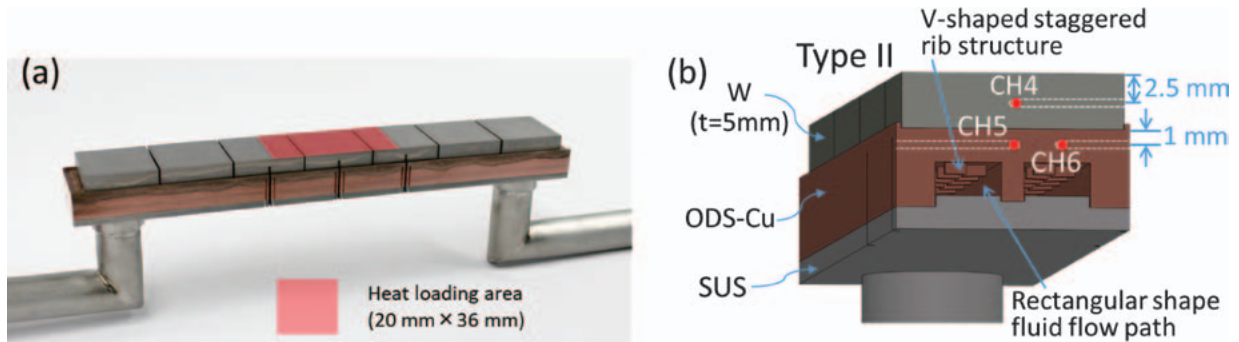 (a)
Heat loading area
(20 mm × 36 mm)
(b)
V-shaped staggered
rib structure
Type II
W
(t=5mm)
CH4
2.5 mm
CH5
1 mm
CH6
ODS-Cu
SUS
Rectangular shape
fluid flow path